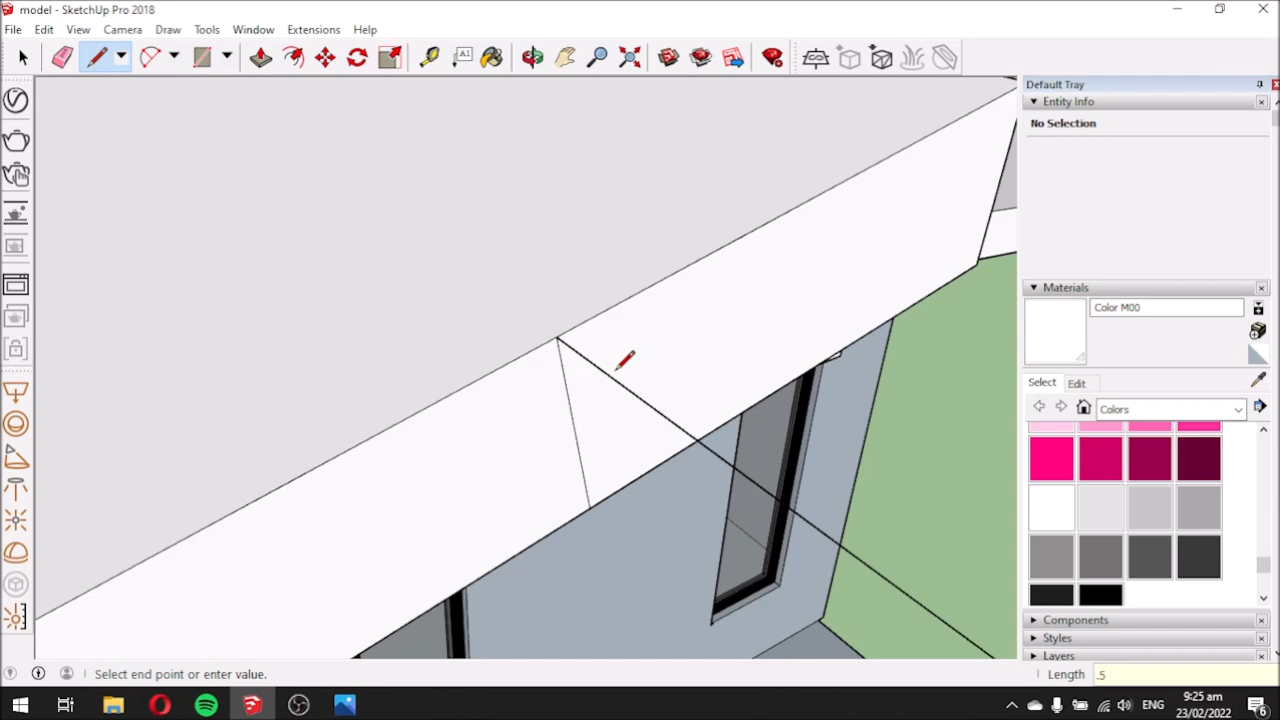 model - SketchUp Pro 2018
File Edit View Camera Draw Tools Window Extensions Help
A1
Default Tray
Entity Info
No Selection
Materials
Color M00
Select Edit
Colors
Components
Styles
Layers
Select end point or enter value.
Length .5
ENG
9:25 am
23/02/2022
6